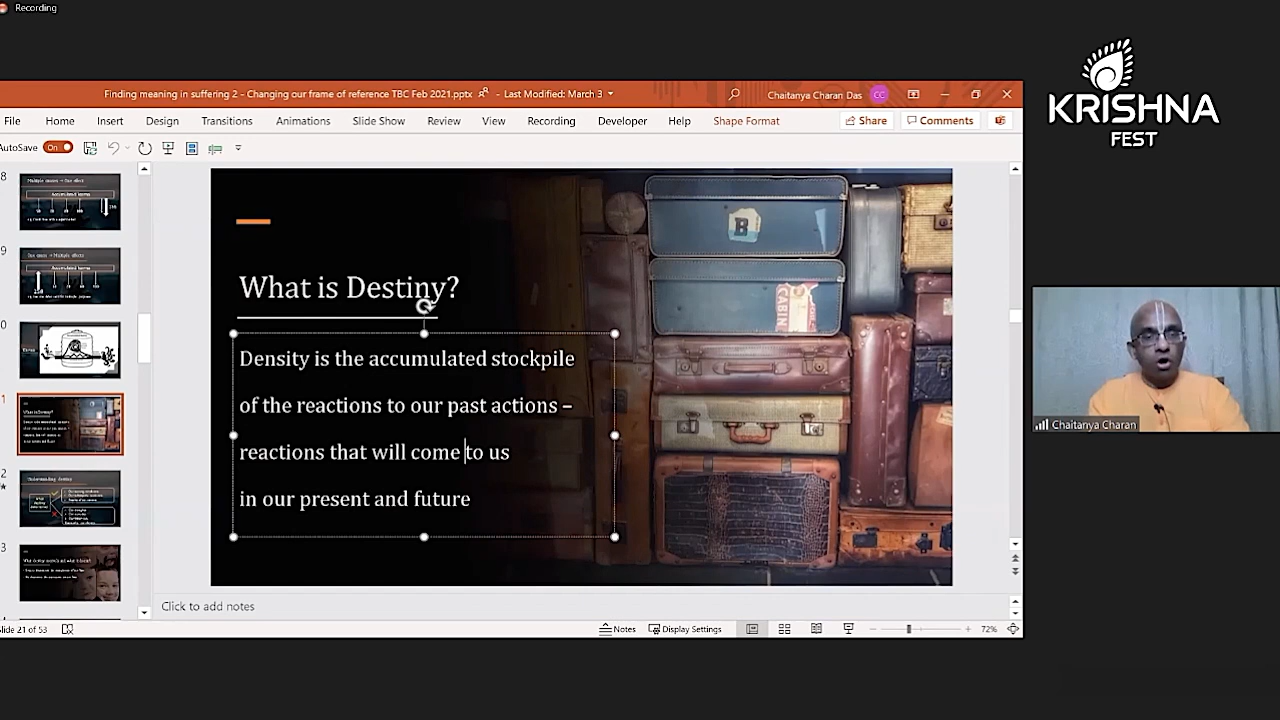 Recording
KRISHNA
FEST
Finding meaning in suffering 2 - Changing our frame of reference TBC Feb 2021.pptx - Last Modified: March 3
Chaitanya Charan Das CC
File Home Insert Design Transitions Animations Slide Show Review View Recording Developer Help Shape Format Share Comments
AutoSave On
What is Destiny?
Density is the accumulated stockpile
of the reactions to our past actions –
reactions that will come to us
in our present and future
B
CABIN
Chaitanya Charan
Click to add notes
Slide 21 of 53 Notes Display Settings 72%